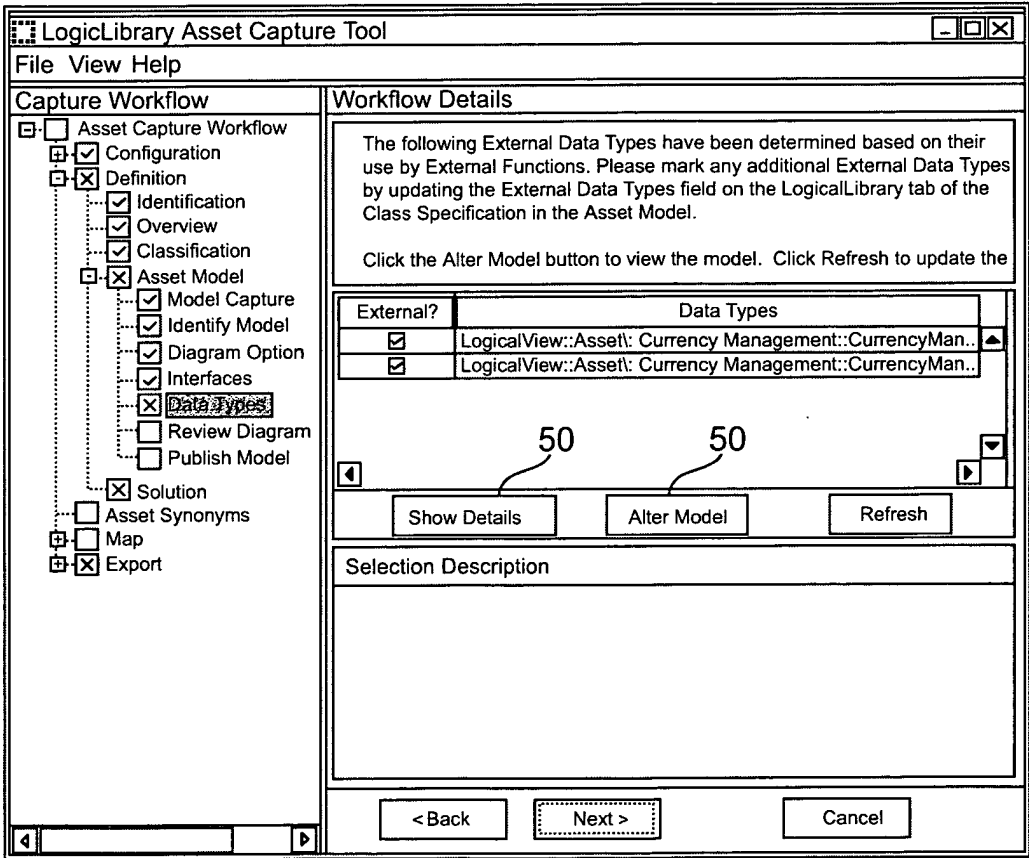 LogicLibrary Asset Capture Tool
File View Help
Capture Workflow
Asset Capture Workflow
Configuration
Definition
Identification
Overview
Classification
Asset Model
Model Capture
Identify Model
Diagram Option
Interfaces
Data Types
Review Diagram
Publish Model
Solution
Asset Synonyms
Map
Export
Workflow Details
The following External Data Types have been determined based on their
use by External Functions. Please mark any additional External Data Types
by updating the External Data Types field on the LogicalLibrary tab of the
Class Specification in the Asset Model.
Click the Alter Model button to view the model. Click Refresh to update the
External? Data Types
LogicalView::Asset\: Currency Management::CurrencyMan..
LogicalView::Asset\: Currency Management::CurrencyMan..
50 50
Show Details Alter Model Refresh
Selection Description
< Back Next > Cancel